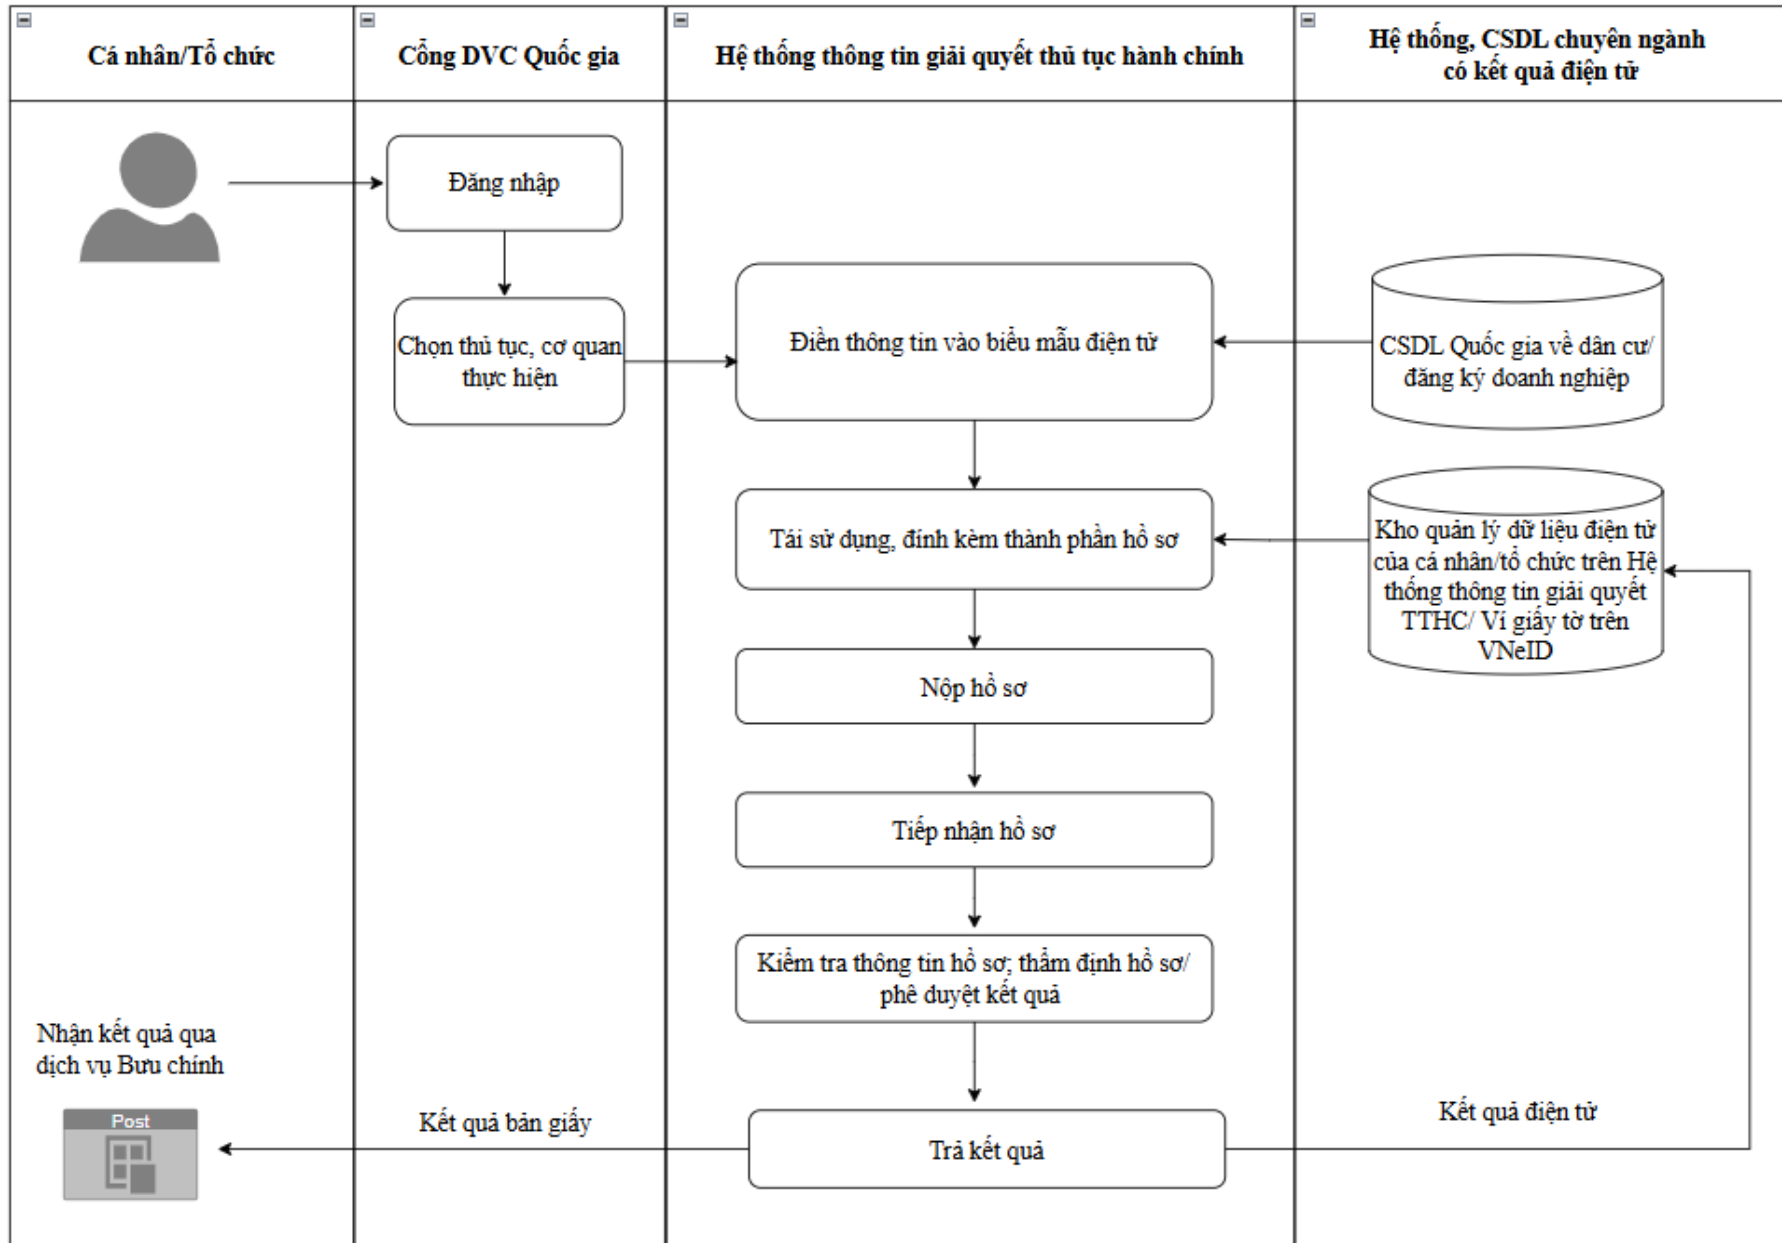 Cá nhân/Tổ chức
Cổng DVC Quốc gia
Hệ thống thông tin giải quyết thủ tục hành chính
Hệ thống, CSDL chuyên ngành
có kết quả điện tử
Đăng nhập
Chọn thủ tục, cơ quan
thực hiện
Điền thông tin vào biểu mẫu điện tử
CSDL Quốc gia về dân cư/
đăng ký doanh nghiệp
Tái sử dụng, đính kèm thành phần hồ sơ
Kho quản lý dữ liệu điện tử
của cá nhân/tổ chức trên Hệ
thống thông tin giải quyết
TTHC/ Ví giấy tờ trên
VNeID
Nộp hồ sơ
Tiếp nhận hồ sơ
Kiểm tra thông tin hồ sơ; thẩm định hồ sơ/
phê duyệt kết quả
Nhận kết quả qua
dịch vụ Bưu chính
Post
Kết quả bản giấy
Trả kết quả
Kết quả điện tử